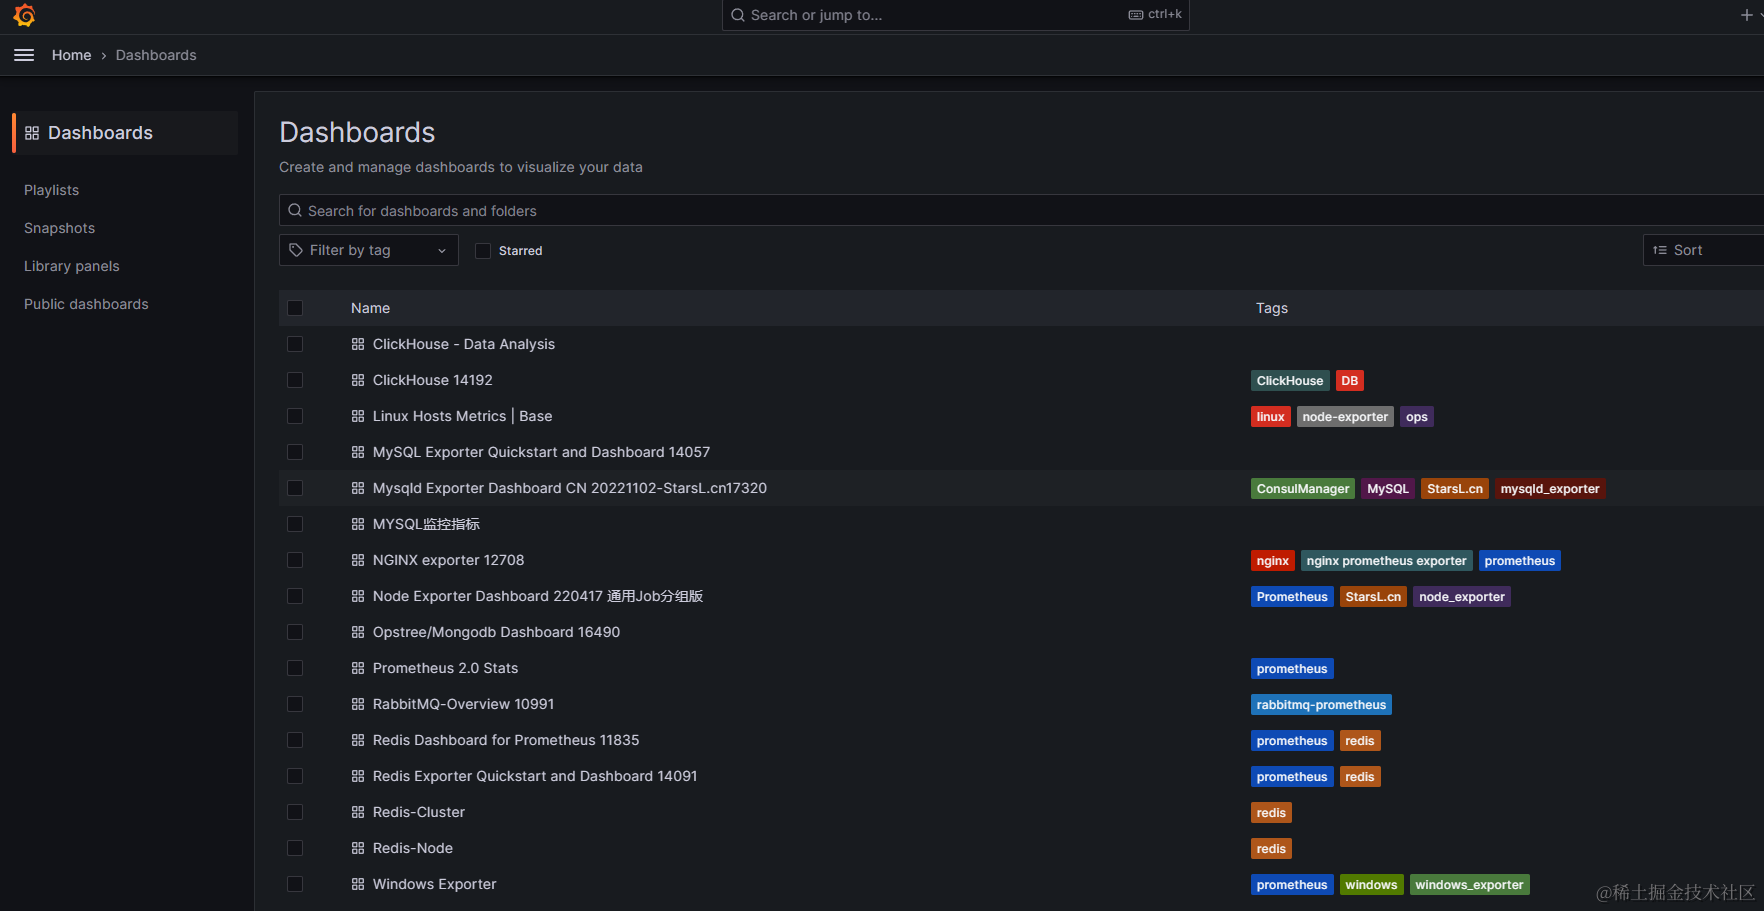 Search or jump to... ctrl+k
Home › Dashboards
Dashboards
Playlists
Snapshots
Library panels
Public dashboards
Dashboards
Create and manage dashboards to visualize your data
Search for dashboards and folders
Filter by tag Starred Sort
Name Tags
ClickHouse - Data Analysis
ClickHouse 14192 ClickHouse DB
Linux Hosts Metrics | Base linux node-exporter ops
MySQL Exporter Quickstart and Dashboard 14057
Mysqld Exporter Dashboard CN 20221102-StarsL.cn17320 ConsulManager MySQL StarsL.cn mysqld_exporter
MYSQL监控指标
NGINX exporter 12708 nginx nginx prometheus exporter prometheus
Node Exporter Dashboard 220417 通用Job分组版 Prometheus StarsL.cn node_exporter
Opstree/Mongodb Dashboard 16490
Prometheus 2.0 Stats prometheus
RabbitMQ-Overview 10991 rabbitmq-prometheus
Redis Dashboard for Prometheus 11835 prometheus redis
Redis Exporter Quickstart and Dashboard 14091 prometheus redis
Redis-Cluster redis
Redis-Node redis
Windows Exporter prometheus windows windows_exporter
@稀土掘金技术社区